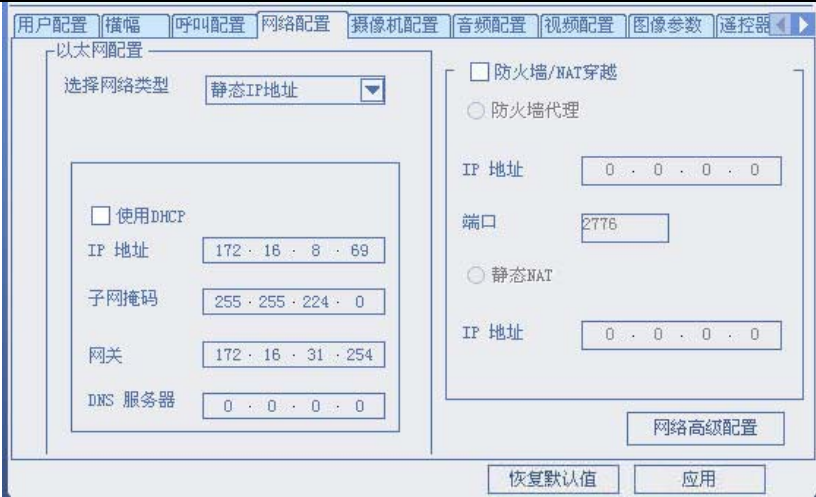 用户配置 横幅 呼叫配置 网络配置 摄像机配置 音频配置 视频配置 图像参数 遥控器
以太网配置
选择网络类型 静态IP地址
使用DHCP
IP 地址 172 . 16 . 8 . 69
子网掩码 255 . 255 . 224 . 0
网关 172 . 16 . 31 . 254
DNS 服务器 0 . 0 . 0 . 0
防火墙/NAT穿越
防火墙代理
IP 地址 0 . 0 . 0 . 0
端口 2776
静态NAT
IP 地址 0 . 0 . 0 . 0
网络高级配置
恢复默认值 应用